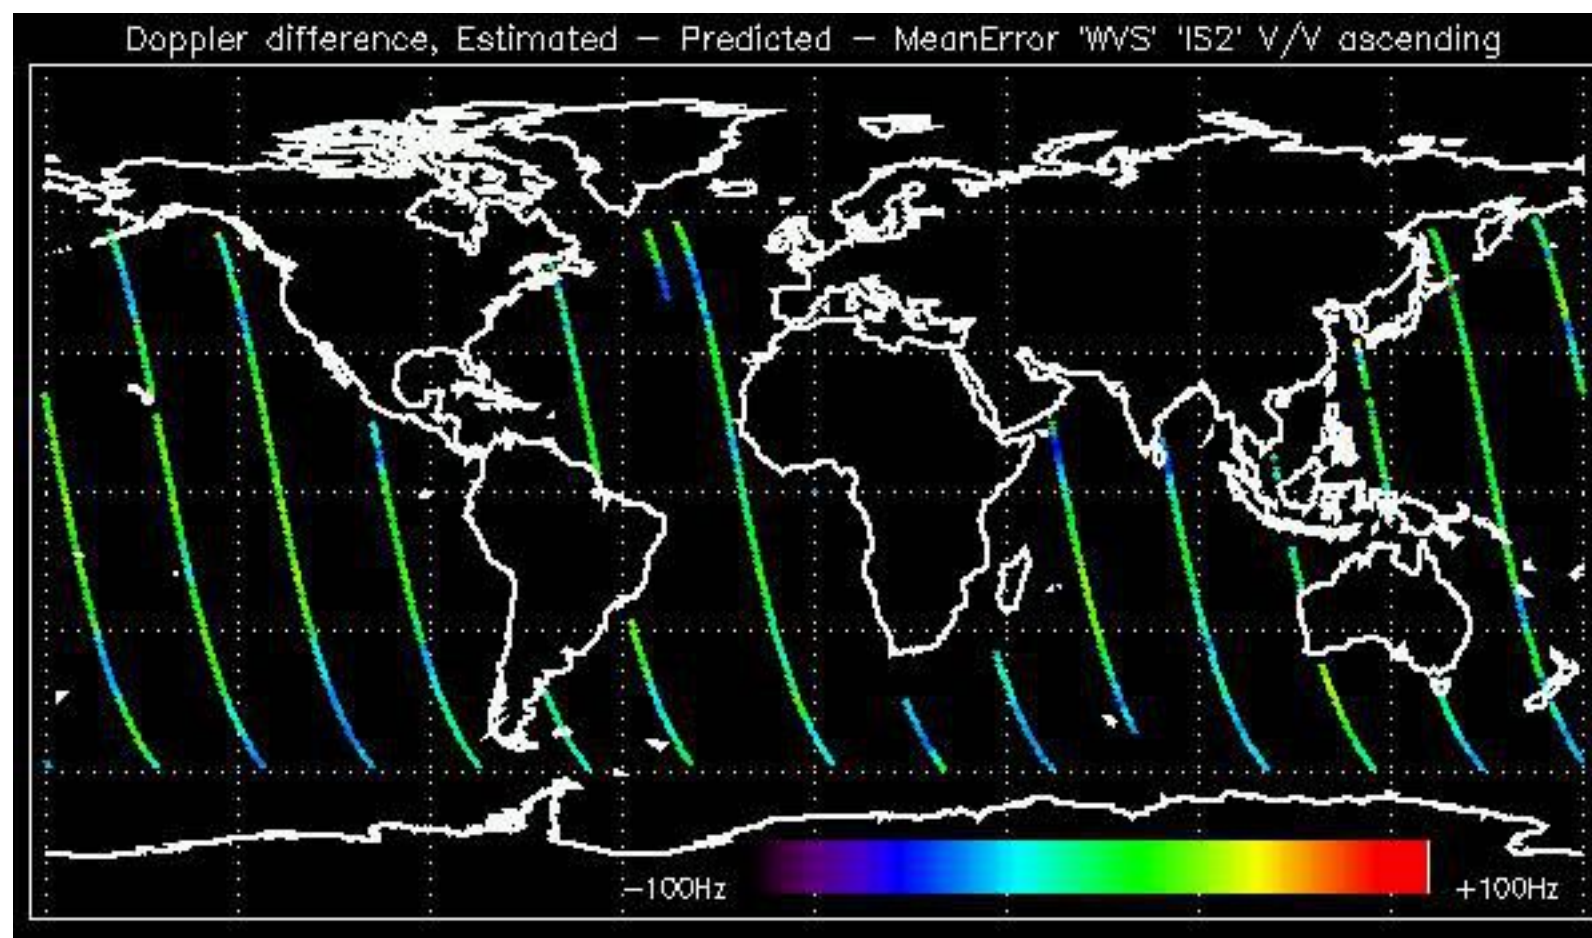 Doppler difference, Estimated – Predicted – MeanError 'WVS' 'IS2' V/V ascending
–100Hz
+100Hz